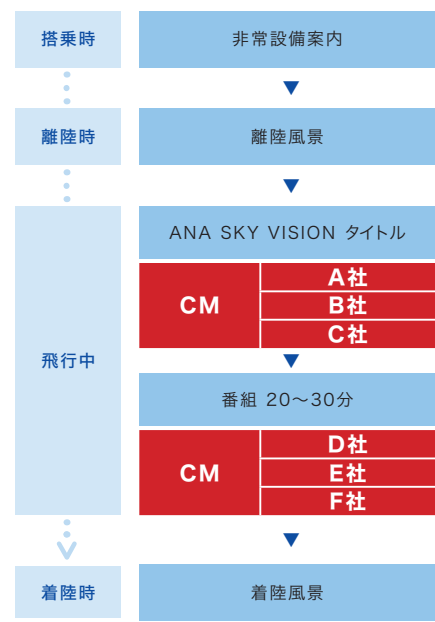 搭乗時
非常設備案内
離陸時
離陸風景
飛行中
ANA SKY VISION タイトル
CM
A社
B社
C社
番組 20〜30分
CM
D社
E社
F社
着陸時
着陸風景